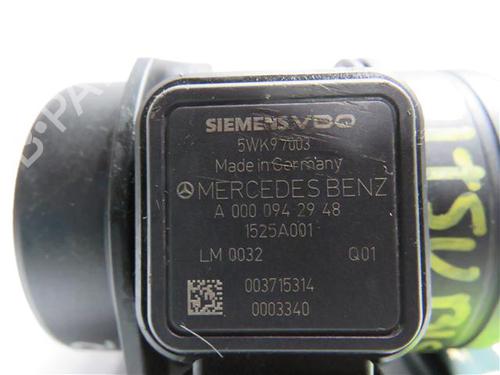 SIEMENS VDO
5WK97003
Made in Germany
MERCEDES BENZ
A 000 094 29 48
1525A001
LM 0032 Q01
003715314
0003340